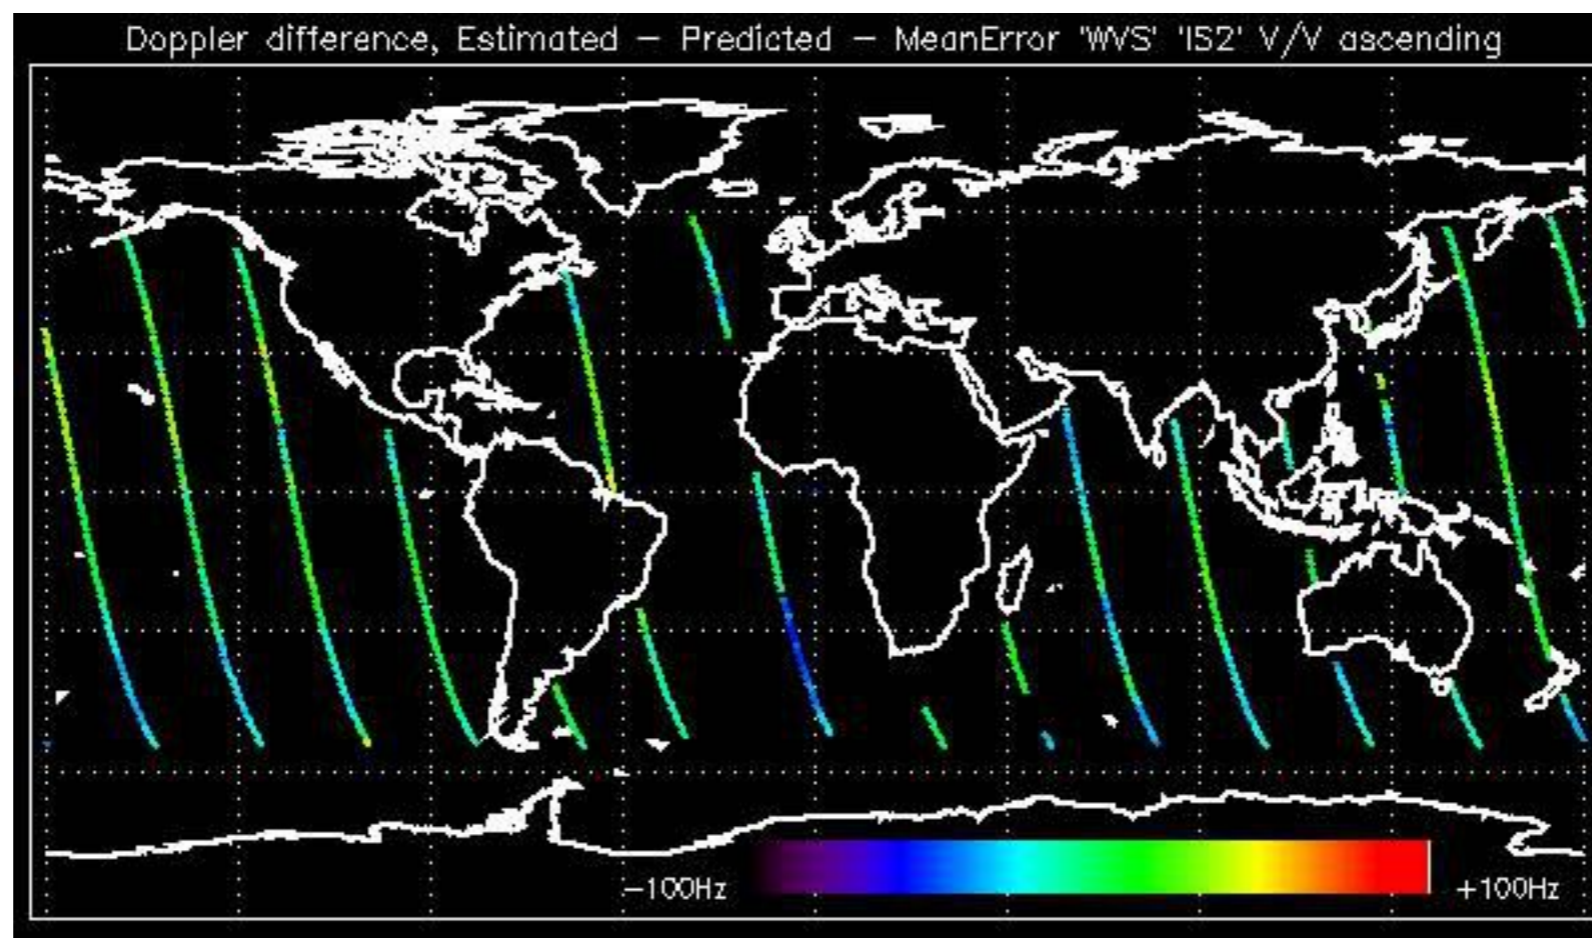 Doppler difference, Estimated – Predicted – MeanError 'WVS' 'IS2' V/V ascending
–100Hz +100Hz